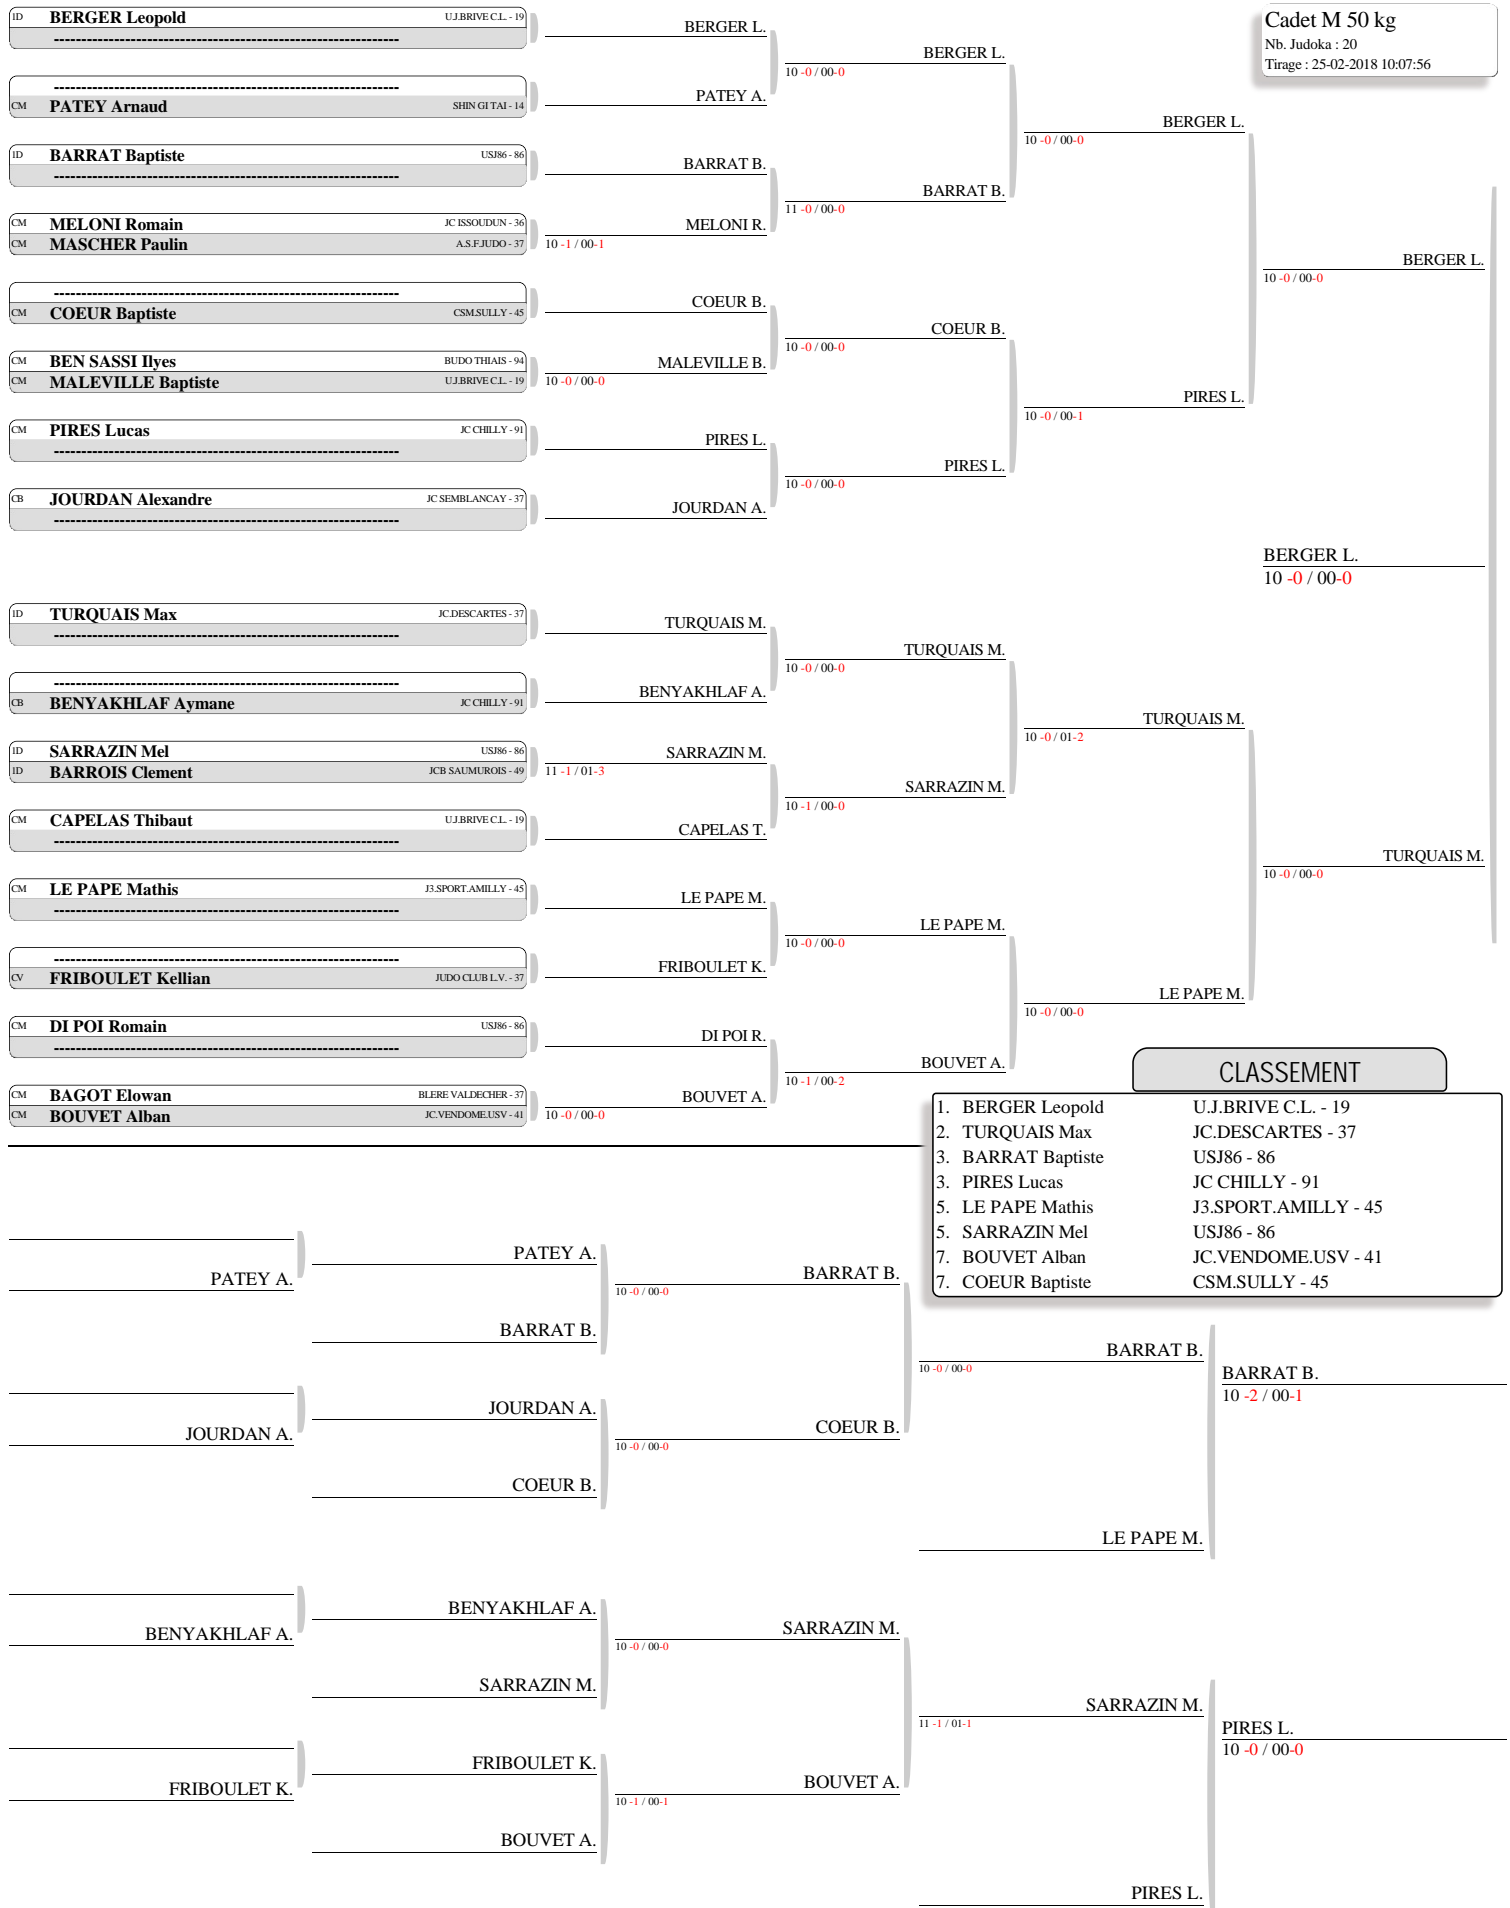 Cadet M 50 kg
Nb. Judoka : 20
Tirage : 25-02-2018 10:07:56
1D BERGER Leopold U.J.BRIVE C.L. - 19
----------------------------------------------------------------
----------------------------------------------------------------
CM PATEY Arnaud SHIN GI TAI - 14
1D BARRAT Baptiste USJ86 - 86
----------------------------------------------------------------
CM MELONI Romain JC ISSOUDUN - 36
CM MASCHER Paulin A.S.F.JUDO - 37
----------------------------------------------------------------
CM COEUR Baptiste CSM.SULLY - 45
CM BEN SASSI Ilyes BUDO THIAIS - 94
CM MALEVILLE Baptiste U.J.BRIVE C.L. - 19
CM PIRES Lucas JC CHILLY - 91
----------------------------------------------------------------
CB JOURDAN Alexandre JC SEMBLANCAY - 37
----------------------------------------------------------------
1D TURQUAIS Max JC.DESCARTES - 37
----------------------------------------------------------------
----------------------------------------------------------------
CB BENYAKHLAF Aymane JC CHILLY - 91
1D SARRAZIN Mel USJ86 - 86
1D BARROIS Clement JCB SAUMUROIS - 49
CM CAPELAS Thibaut U.J.BRIVE C.L. - 19
----------------------------------------------------------------
CM LE PAPE Mathis J3.SPORT.AMILLY - 45
----------------------------------------------------------------
----------------------------------------------------------------
CV FRIBOULET Kellian JUDO CLUB L.V. - 37
CM DI POI Romain USJ86 - 86
----------------------------------------------------------------
CM BAGOT Elowan BLERE VALDECHER - 37
CM BOUVET Alban JC.VENDOME.USV - 41
BERGER L.
PATEY A.
BARRAT B.
MELONI R.
10 -1 / 00-1
COEUR B.
MALEVILLE B.
10 -0 / 00-0
PIRES L.
JOURDAN A.
TURQUAIS M.
BENYAKHLAF A.
SARRAZIN M.
11 -1 / 01-3
CAPELAS T.
LE PAPE M.
FRIBOULET K.
DI POI R.
BOUVET A.
10 -0 / 00-0
BERGER L.
10 -0 / 00-0
BARRAT B.
11 -0 / 00-0
COEUR B.
10 -0 / 00-0
PIRES L.
10 -0 / 00-0
TURQUAIS M.
10 -0 / 00-0
SARRAZIN M.
10 -1 / 00-0
LE PAPE M.
10 -0 / 00-0
BOUVET A.
10 -1 / 00-2
BERGER L.
10 -0 / 00-0
PIRES L.
10 -0 / 00-1
TURQUAIS M.
10 -0 / 01-2
LE PAPE M.
10 -0 / 00-0
BERGER L.
10 -0 / 00-0
TURQUAIS M.
10 -0 / 00-0
BERGER L.
10 -0 / 00-0
CLASSEMENT
1. BERGER Leopold U.J.BRIVE C.L. - 19
2. TURQUAIS Max JC.DESCARTES - 37
3. BARRAT Baptiste USJ86 - 86
3. PIRES Lucas JC CHILLY - 91
5. LE PAPE Mathis J3.SPORT.AMILLY - 45
5. SARRAZIN Mel USJ86 - 86
7. BOUVET Alban JC.VENDOME.USV - 41
7. COEUR Baptiste CSM.SULLY - 45
PATEY A.
JOURDAN A.
BENYAKHLAF A.
FRIBOULET K.
PATEY A.
BARRAT B.
JOURDAN A.
COEUR B.
BENYAKHLAF A.
SARRAZIN M.
FRIBOULET K.
BOUVET A.
BARRAT B.
10 -0 / 00-0
COEUR B.
10 -0 / 00-0
SARRAZIN M.
10 -0 / 00-0
BOUVET A.
10 -1 / 00-1
BARRAT B.
10 -0 / 00-0
LE PAPE M.
SARRAZIN M.
11 -1 / 01-1
PIRES L.
BARRAT B.
10 -2 / 00-1
PIRES L.
10 -0 / 00-0